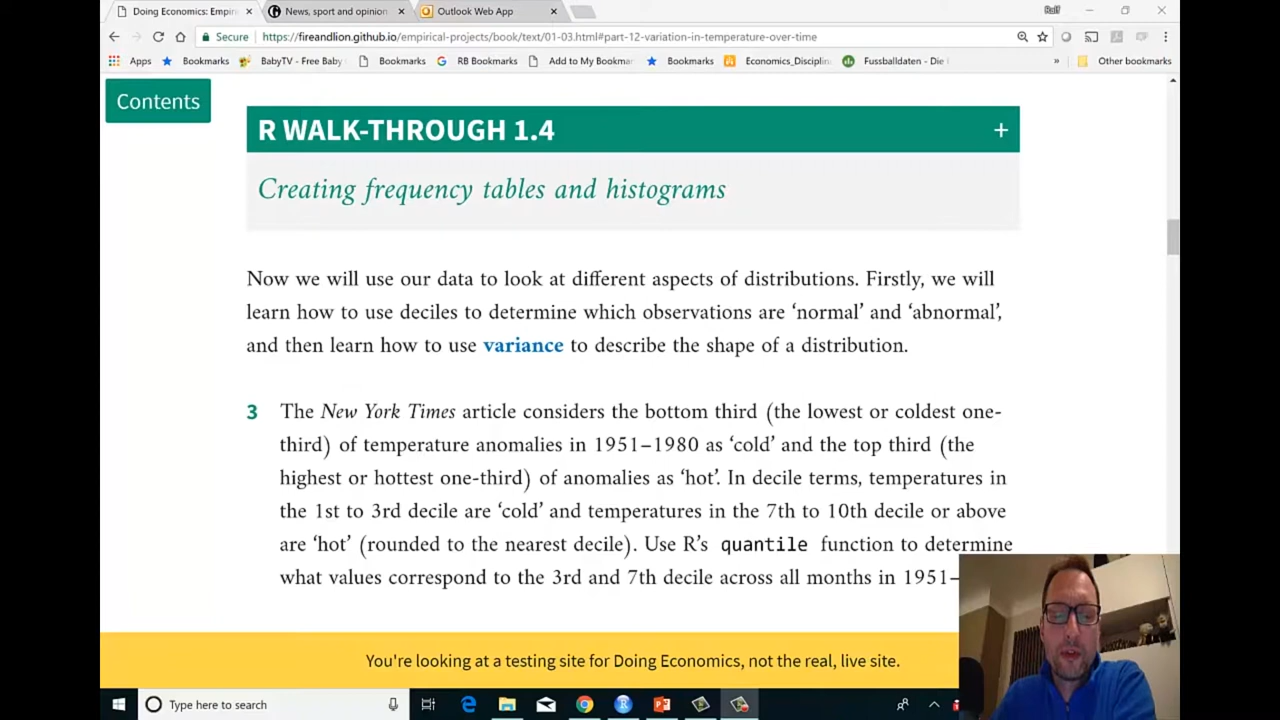 Doing Economics: Empir
News, sport and opinion
Outlook Web App
Ralf
Secure
https://fireandlion.github.io/empirical-projects/book/text/01-03.html#part-12-variation-in-temperature-over-time
Apps
Bookmarks
BabyTV - Free Baby
Bookmarks
RB Bookmarks
Add to My Bookmar
Bookmarks
Economics_Disciplin
Fussballdaten - Die
»
Other bookmarks
Contents
R WALK-THROUGH 1.4
+
Creating frequency tables and histograms
Now we will use our data to look at different aspects of distributions. Firstly, we will
learn how to use deciles to determine which observations are ‘normal’ and ‘abnormal’,
and then learn how to use variance to describe the shape of a distribution.
3 The New York Times article considers the bottom third (the lowest or coldest one-
third) of temperature anomalies in 1951–1980 as ‘cold’ and the top third (the
highest or hottest one-third) of anomalies as ‘hot’. In decile terms, temperatures in
the 1st to 3rd decile are ‘cold’ and temperatures in the 7th to 10th decile or above
are ‘hot’ (rounded to the nearest decile). Use R’s quantile function to determine
what values correspond to the 3rd and 7th decile across all months in 1951–
You're looking at a testing site for Doing Economics, not the real, live site.
Type here to search